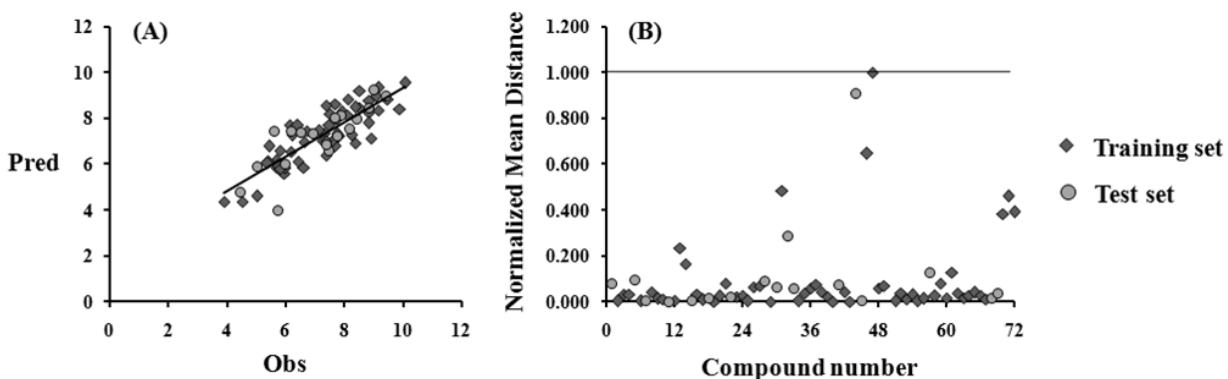 (A)
12
10
8
6
4
2
0
Pred
2 4 6 8 10 12
Obs
(B)
Normalized Mean Distance
1.200
1.000
0.800
0.600
0.400
0.200
0.000
0 12 24 36 48 60 72
Compound number
Training set
Test set